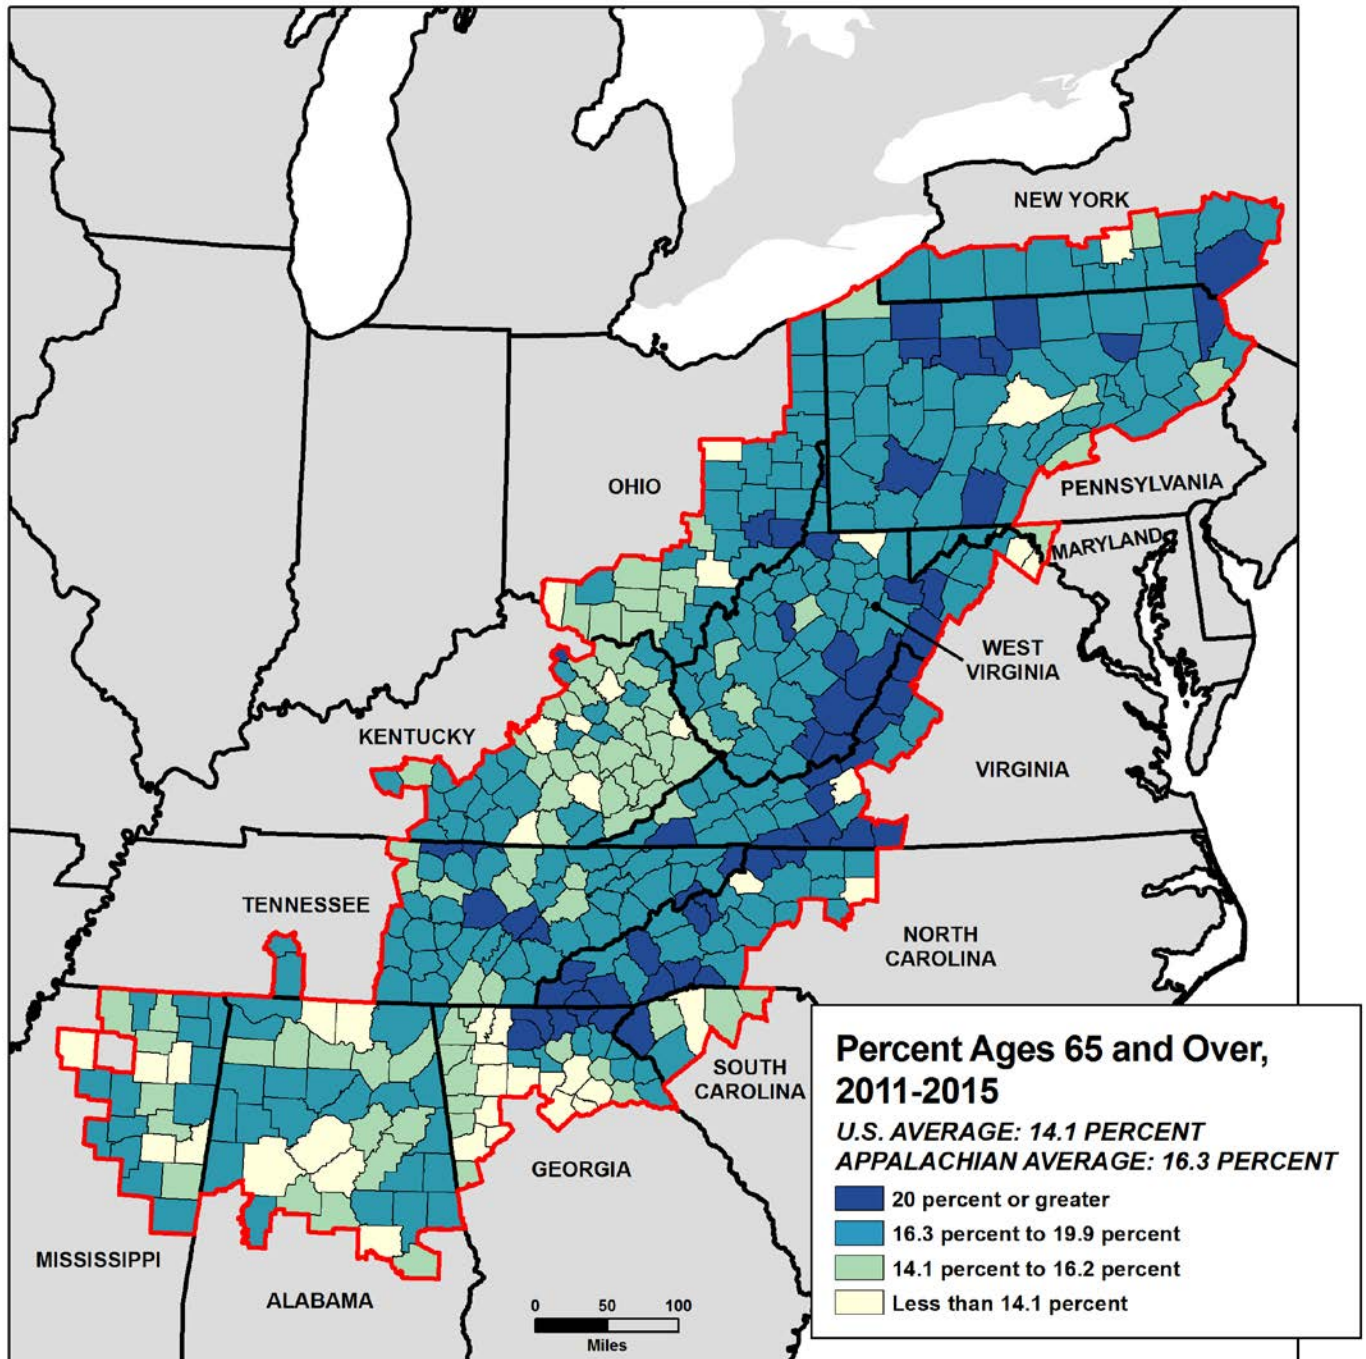 NEW YORK
OHIO
PENNSYLVANIA
MARYLAND
WEST
VIRGINIA
KENTUCKY
VIRGINIA
TENNESSEE
NORTH
CAROLINA
SOUTH
CAROLINA
GEORGIA
MISSISSIPPI
ALABAMA
0 50 100
Miles
Percent Ages 65 and Over,
2011-2015
U.S. AVERAGE: 14.1 PERCENT
APPALACHIAN AVERAGE: 16.3 PERCENT
20 percent or greater
16.3 percent to 19.9 percent
14.1 percent to 16.2 percent
Less than 14.1 percent